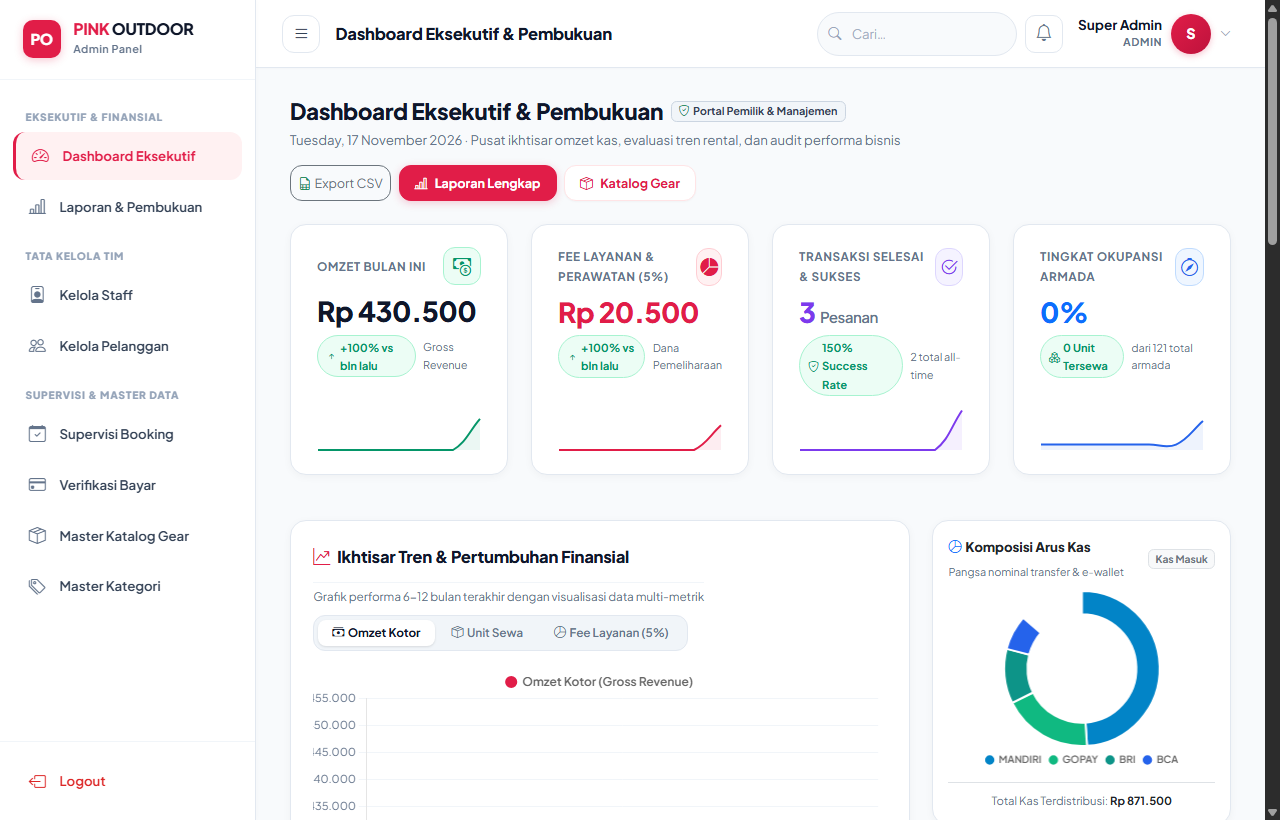 PO
PINK OUTDOOR
Admin Panel
Dashboard Eksekutif & Pembukuan
Cari...
Super Admin
ADMIN
S
EKSEKUTIF & FINANSIAL
Dashboard Eksekutif
Laporan & Pembukuan
TATA KELOLA TIM
Kelola Staff
Kelola Pelanggan
SUPERVISI & MASTER DATA
Supervisi Booking
Verifikasi Bayar
Master Katalog Gear
Master Kategori
Logout
Dashboard Eksekutif & Pembukuan
Portal Pemilik & Manajemen
Tuesday, 17 November 2026 · Pusat ikhtisar omzet kas, evaluasi tren rental, dan audit performa bisnis
Export CSV
Laporan Lengkap
Katalog Gear
OMZET BULAN INI
Rp 430.500
+100% vs
bln lalu
Gross
Revenue
FEE LAYANAN &
PERAWATAN (5%)
Rp 20.500
+100% vs
bln lalu
Dana
Pemeliharaan
TRANSAKSI SELESAI
& SUKSES
3 Pesanan
150%
Success
Rate
2 total all-
time
TINGKAT OKUPANSI
ARMADA
0%
0 Unit
Tersewa
dari 121 total
armada
Ikhtisar Tren & Pertumbuhan Finansial
Grafik performa 6–12 bulan terakhir dengan visualisasi data multi-metrik
Omzet Kotor
Unit Sewa
Fee Layanan (5%)
Omzet Kotor (Gross Revenue)
455.000
50.000
445.000
40.000
435.000
Komposisi Arus Kas
Kas Masuk
Pangsa nominal transfer & e-wallet
MANDIRI
GOPAY
BRI
BCA
Total Kas Terdistribusi: Rp 871.500